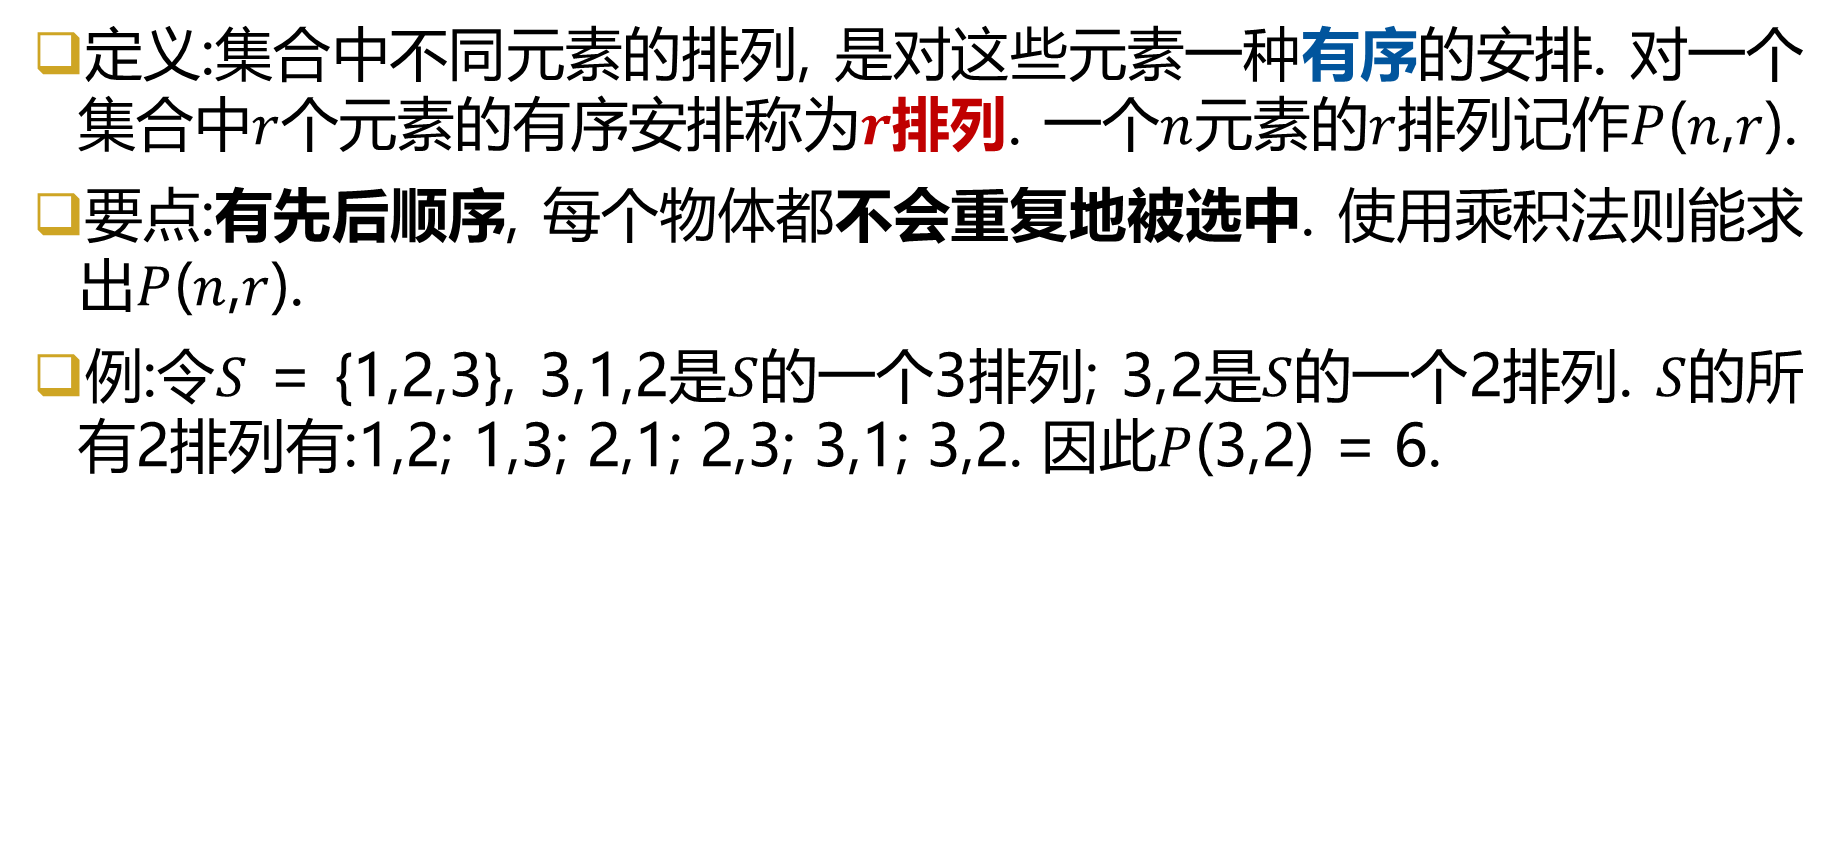 定义:集合中不同元素的排列, 是对这些元素一种有序的安排. 对一个
集合中r个元素的有序安排称为r排列. 一个n元素的r排列记作P(n,r).
要点:有先后顺序, 每个物体都不会重复地被选中. 使用乘积法则能求
出P(n,r).
例:令S = {1,2,3}, 3,1,2是S的一个3排列; 3,2是S的一个2排列. S的所
有2排列有:1,2; 1,3; 2,1; 2,3; 3,1; 3,2. 因此P(3,2) = 6.